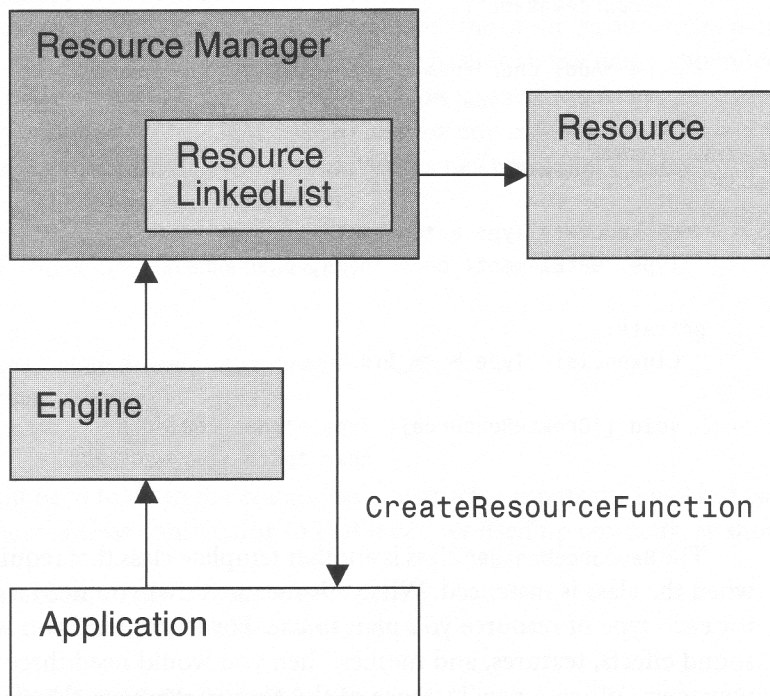 Resource Manager
Resource
LinkedList
Resource
Engine
CreateResourceFunction
Application